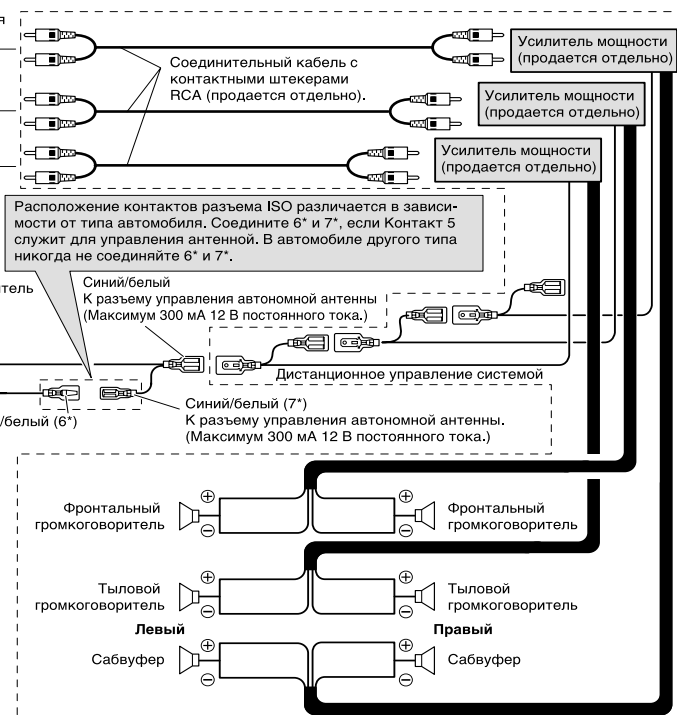 я
Усилитель мощности
(продается отдельно)
Соединительный кабель с
контактными штекерами
RCA (продается отдельно).
Усилитель мощности
(продается отдельно)
Усилитель мощности
(продается отдельно)
Расположение контактов разъема ISO различается в зависи-
мости от типа автомобиля. Соедините 6* и 7*, если Контакт 5
служит для управления антенной. В автомобиле другого типа
никогда не соединяйте 6* и 7*.
тель
Синий/белый
К разъему управления автономной антенны
(Максимум 300 мА 12 В постоянного тока.)
Дистанционное управление системой
/белый (6*)
Синий/белый (7*)
К разъему управления автономной антенны.
(Максимум 300 мА 12 В постоянного тока.)
Фронтальный
громкоговоритель
⊕
⊖
⊕
⊖
Фронтальный
громкоговоритель
Тыловой
громкоговоритель
⊕
⊖
⊕
⊖
Тыловой
громкоговоритель
Левый
Правый
Сабвуфер
⊕
⊖
⊕
⊖
Сабвуфер